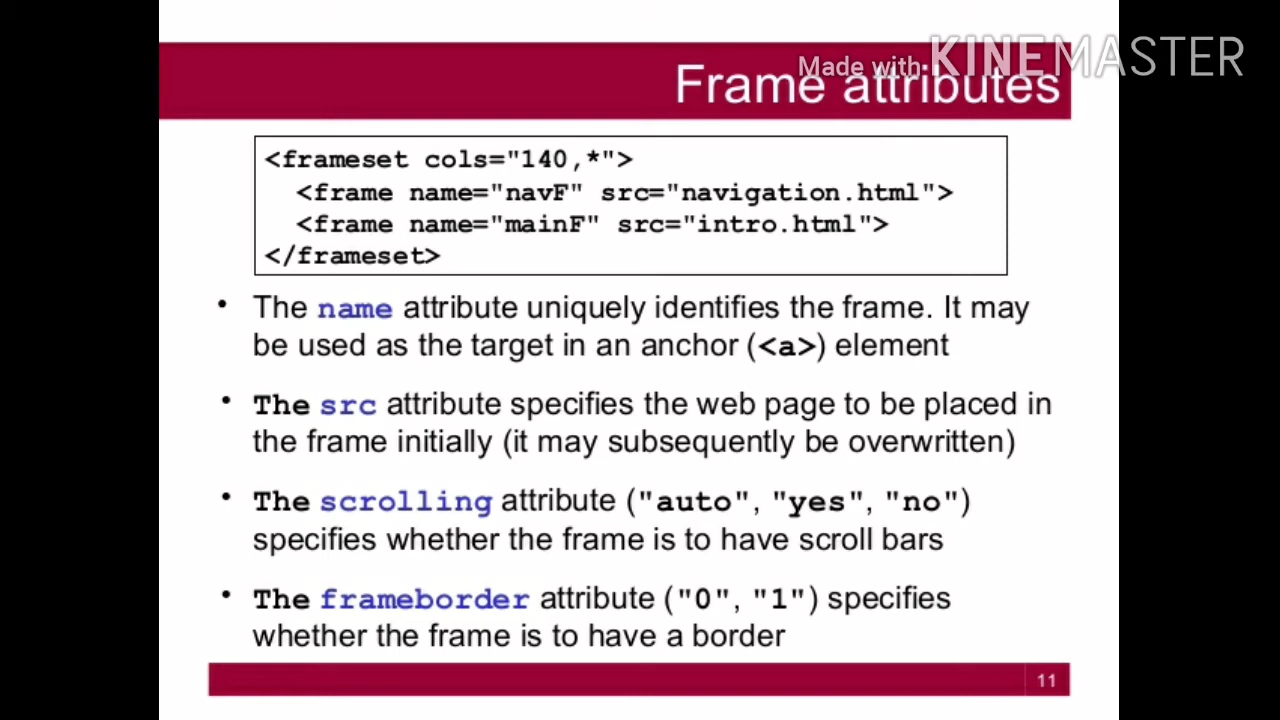 Made with KINEMASTER
Frame attributes
<frameset cols="140,*">
<frame name="navF" src="navigation.html">
<frame name="mainF" src="intro.html">
</frameset>
• The name attribute uniquely identifies the frame. It may
be used as the target in an anchor (<a>) element
• The src attribute specifies the web page to be placed in
the frame initially (it may subsequently be overwritten)
• The scrolling attribute ("auto", "yes", "no")
specifies whether the frame is to have scroll bars
• The frameborder attribute ("0", "1") specifies
whether the frame is to have a border
11